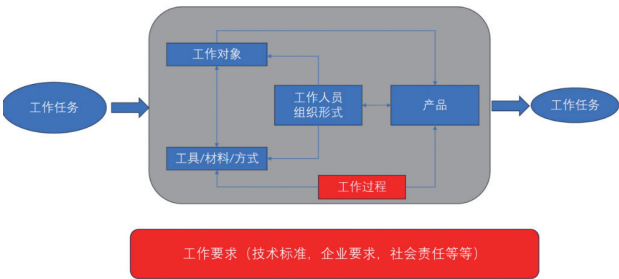 工作对象
工作任务
工作人员
组织形式
产品
工作任务
工具/材料/方式
工作过程
工作要求（技术标准，企业要求，社会责任等等）